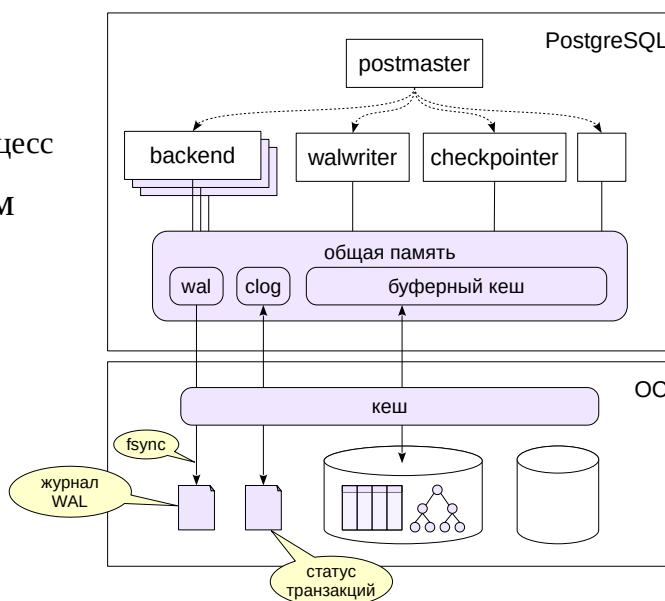 PostgreSQL
postmaster
цесс
backend
walwriter
checkpointer
м
общая память
wal
clog
буферный кеш
ОС
кеш
fsync
журнал
WAL
статус
транзакций